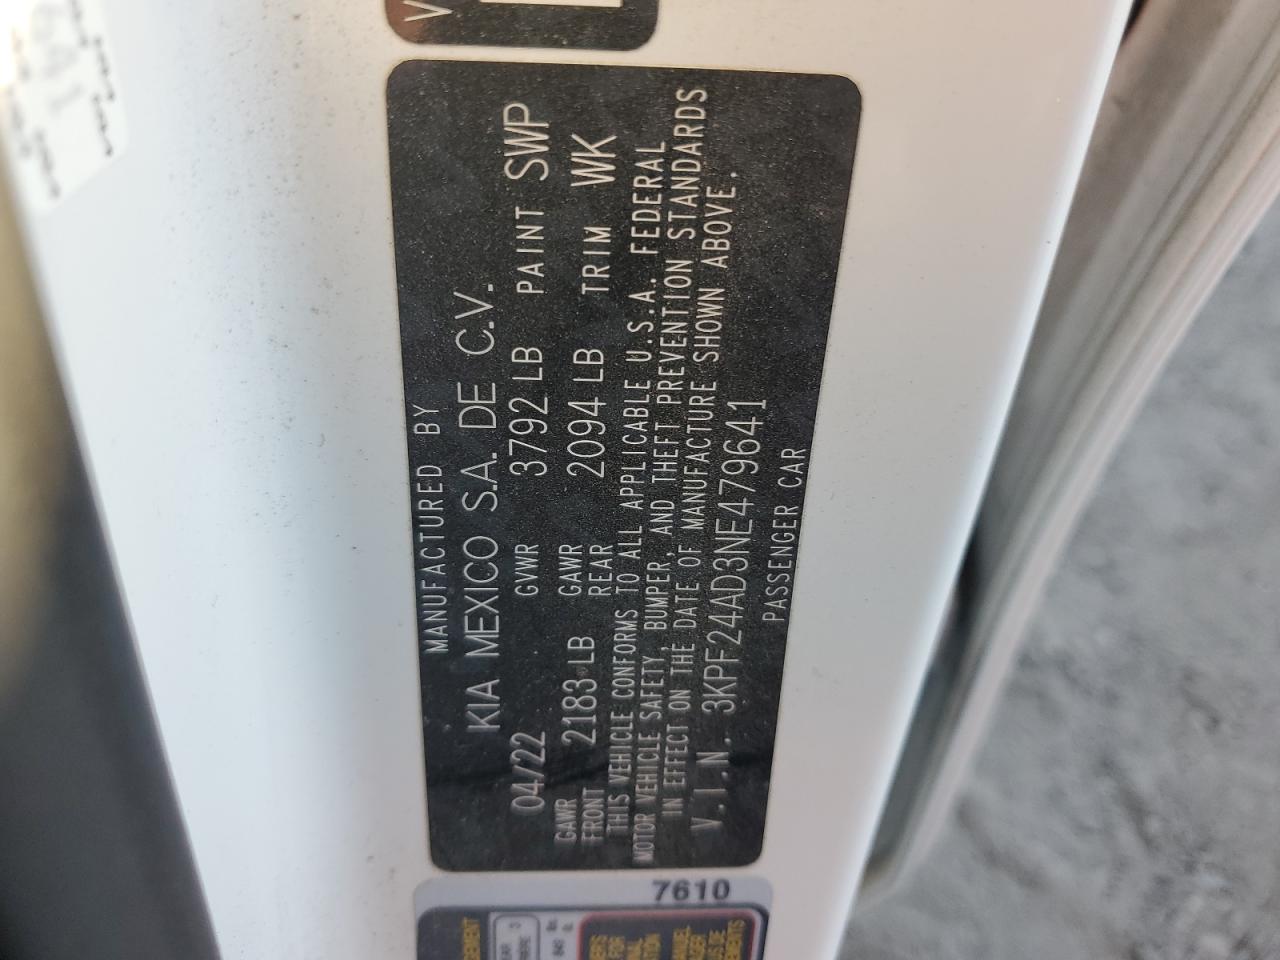 V
MANUFACTURED BY
KIA MEXICO S.A. DE C.V.
04/22 GVWR 3792 LB PAINT SWP
GAWR FRONT 2183 LB GAWR REAR 2094 LB TRIM WK
THIS VEHICLE CONFORMS TO ALL APPLICABLE U.S.A. FEDERAL
MOTOR VEHICLE SAFETY, BUMPER, AND THEFT PREVENTION STANDARDS
IN EFFECT ON THE DATE OF MANUFACTURE SHOWN ABOVE.
V.I.N. 3KPF24AD3NE479641
PASSENGER CAR
7610